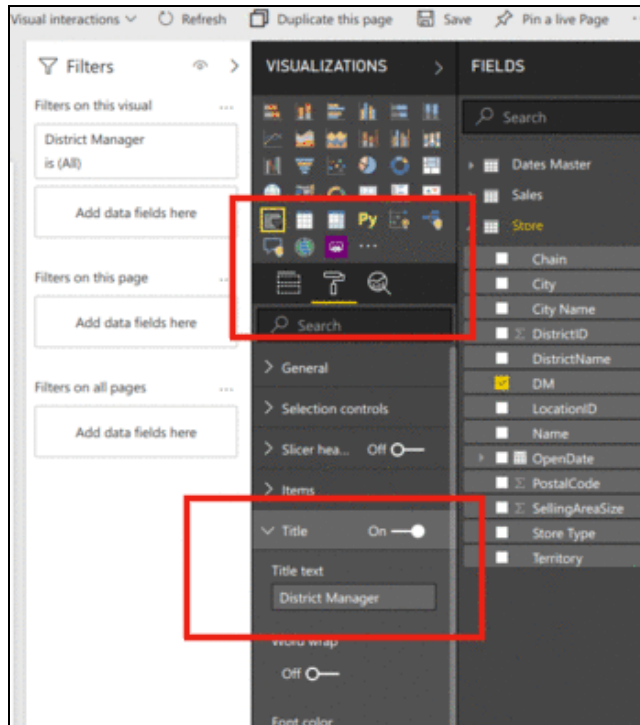 Visual interactions
Refresh
Duplicate this page
Save
Pin a live Page
Filters
Filters on this visual
District Manager
is (All)
Add data fields here
Filters on this page
Add data fields here
Filters on all pages
Add data fields here
VISUALIZATIONS
Py
Search
General
Selection controls
Slicer hea... Off
Items
Title On
Title text
District Manager
Word wrap
Off
Font color
FIELDS
Search
Dates Master
Sales
Store
Chain
City
City Name
Σ DistrictID
DistrictName
DM
LocationID
Name
OpenDate
Σ PostalCode
Σ SellingAreaSize
Store Type
Territory